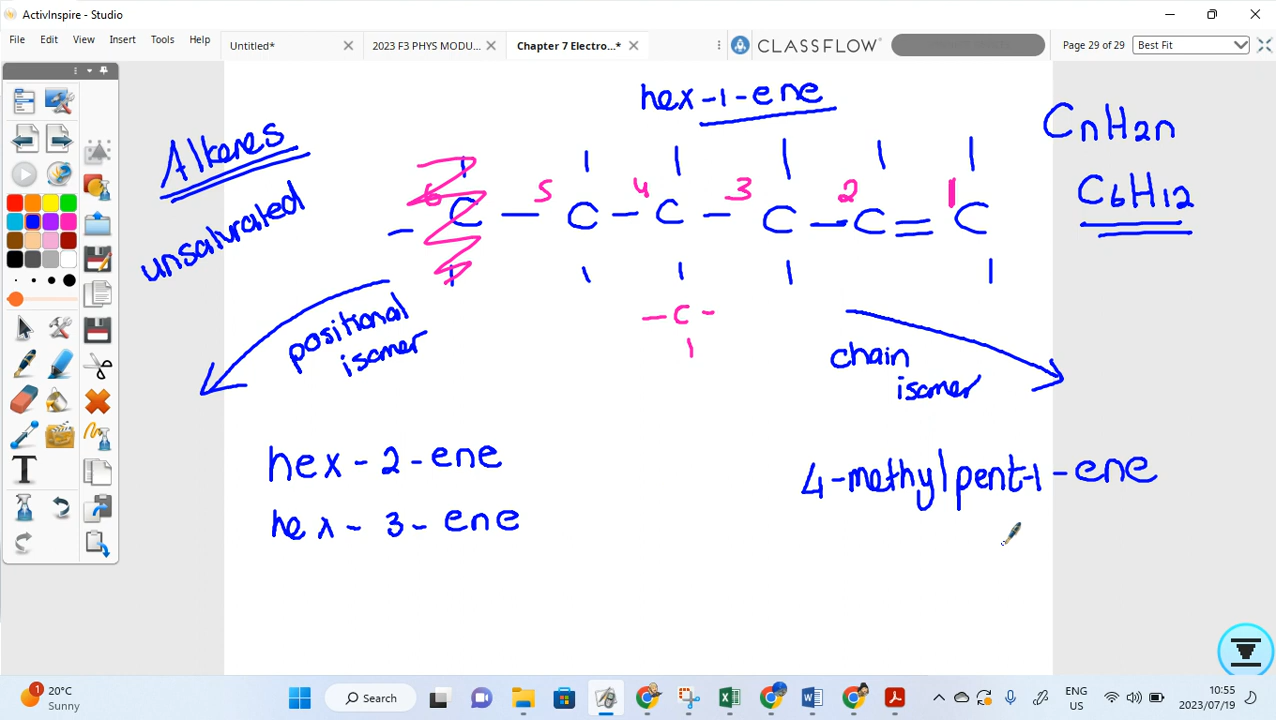 ActivInspire - Studio
File Edit View Insert Tools Help
Untitled*
2023 F3 PHYS MODU...
Chapter 7 Electro...*
CLASSFLOW
Page 29 of 29
Best Fit
hex-1-ene
Alkenes
unsaturated
CnH2n
C6H12
6 5 4 3 2 1
C - C - C - C - C = C
- C -
positional
isomer
chain
isomer
hex-2-ene
hex-3-ene
4-methylpent-1-ene
20°C
Sunny
1
Search
ENG
US
10:55
2023/07/19